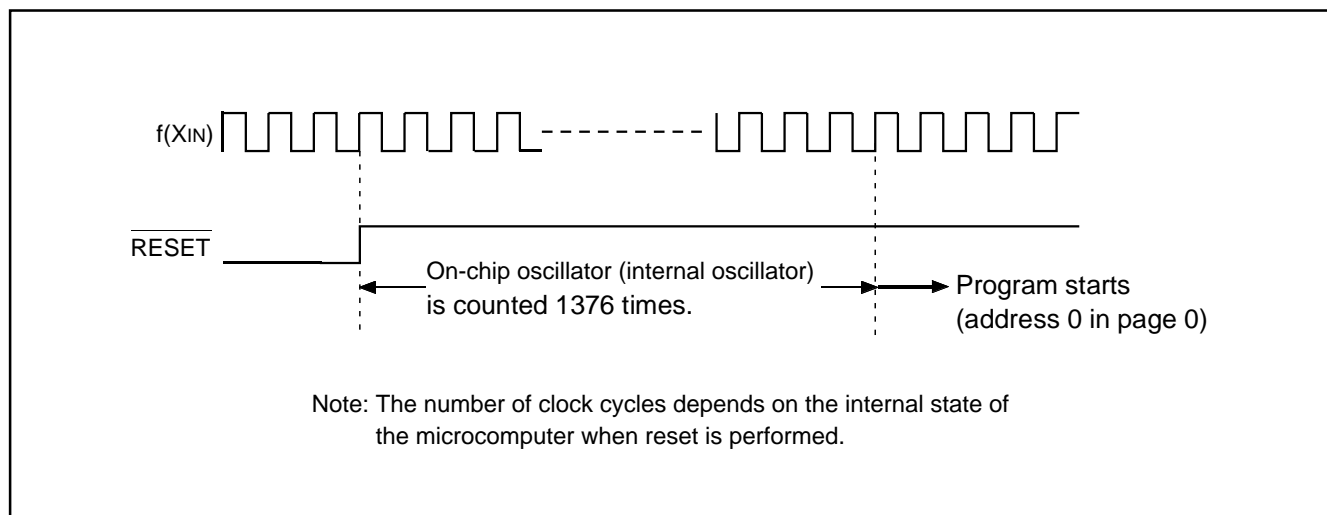 f(XIN)
RESET
On-chip oscillator (internal oscillator)
is counted 1376 times.
Program starts
(address 0 in page 0)
Note: The number of clock cycles depends on the internal state of
the microcomputer when reset is performed.